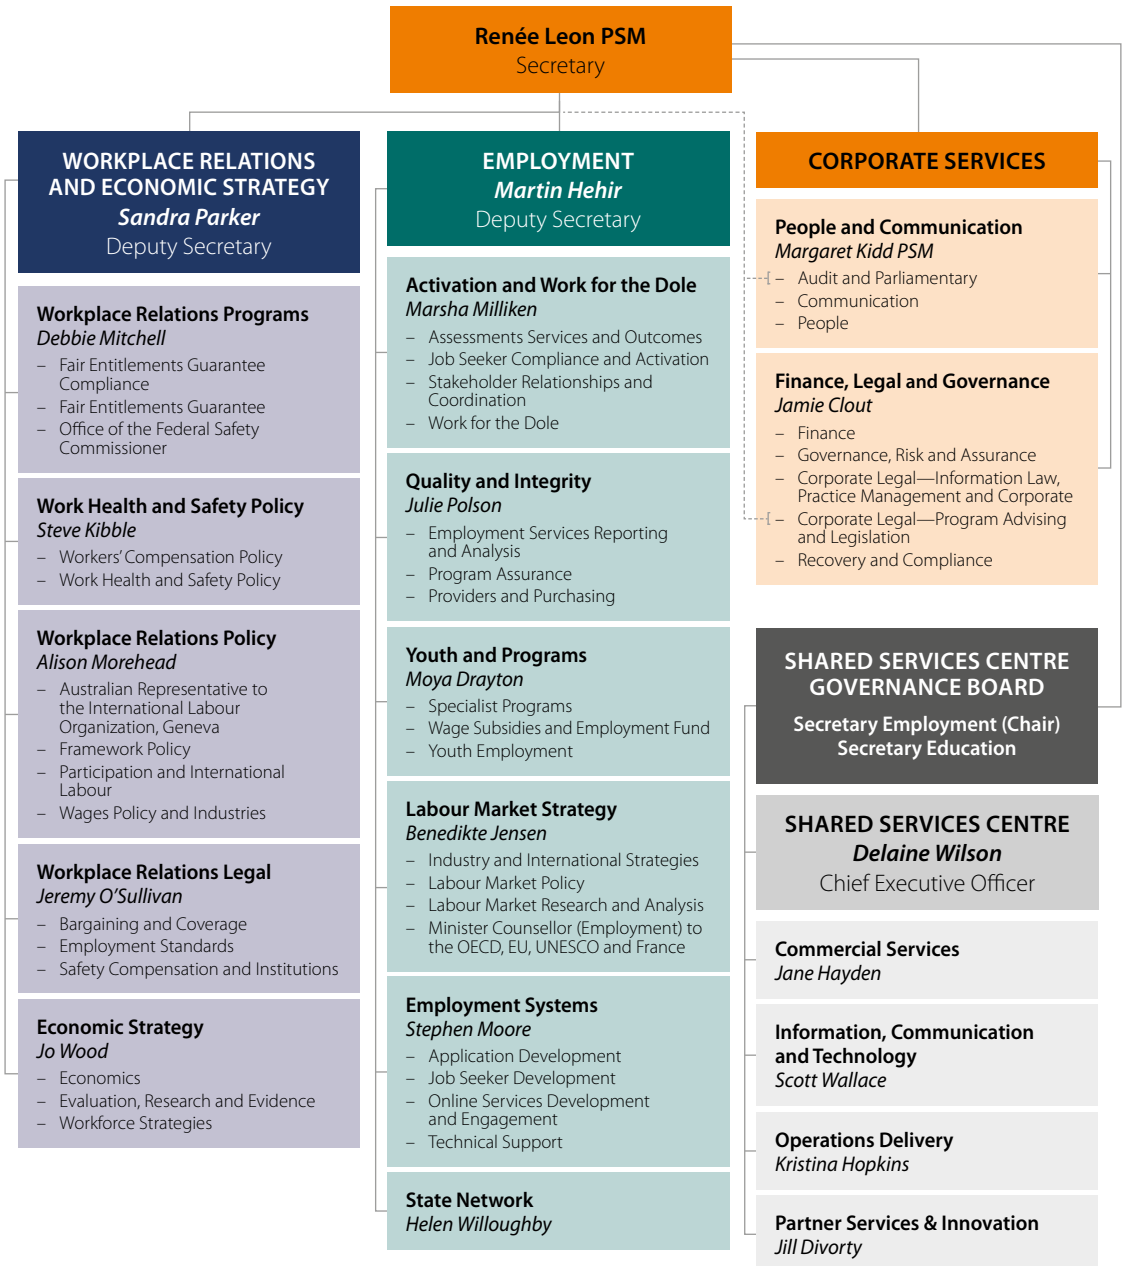 Renée Leon PSM
Secretary
WORKPLACE RELATIONS
AND ECONOMIC STRATEGY
Sandra Parker
Deputy Secretary
Workplace Relations Programs
Debbie Mitchell
– Fair Entitlements Guarantee
Compliance
– Fair Entitlements Guarantee
– Office of the Federal Safety
Commissioner
Work Health and Safety Policy
Steve Kibble
– Workers’ Compensation Policy
– Work Health and Safety Policy
Workplace Relations Policy
Alison Morehead
– Australian Representative to
the International Labour
Organization, Geneva
– Framework Policy
– Participation and International
Labour
– Wages Policy and Industries
Workplace Relations Legal
Jeremy O’Sullivan
– Bargaining and Coverage
– Employment Standards
– Safety Compensation and Institutions
Economic Strategy
Jo Wood
– Economics
– Evaluation, Research and Evidence
– Workforce Strategies
EMPLOYMENT
Martin Hehir
Deputy Secretary
Activation and Work for the Dole
Marsha Milliken
– Assessments Services and Outcomes
– Job Seeker Compliance and Activation
– Stakeholder Relationships and
Coordination
– Work for the Dole
Quality and Integrity
Julie Polson
– Employment Services Reporting
and Analysis
– Program Assurance
– Providers and Purchasing
Youth and Programs
Moya Drayton
– Specialist Programs
– Wage Subsidies and Employment Fund
– Youth Employment
Labour Market Strategy
Benedikte Jensen
– Industry and International Strategies
– Labour Market Policy
– Labour Market Research and Analysis
– Minister Counsellor (Employment) to
the OECD, EU, UNESCO and France
Employment Systems
Stephen Moore
– Application Development
– Job Seeker Development
– Online Services Development
and Engagement
– Technical Support
State Network
Helen Willoughby
CORPORATE SERVICES
People and Communication
Margaret Kidd PSM
– Audit and Parliamentary
– Communication
– People
Finance, Legal and Governance
Jamie Clout
– Finance
– Governance, Risk and Assurance
– Corporate Legal—Information Law,
Practice Management and Corporate
– Corporate Legal—Program Advising
and Legislation
– Recovery and Compliance
SHARED SERVICES CENTRE
GOVERNANCE BOARD
Secretary Employment (Chair)
Secretary Education
SHARED SERVICES CENTRE
Delaine Wilson
Chief Executive Officer
Commercial Services
Jane Hayden
Information, Communication
and Technology
Scott Wallace
Operations Delivery
Kristina Hopkins
Partner Services & Innovation
Jill Divorty